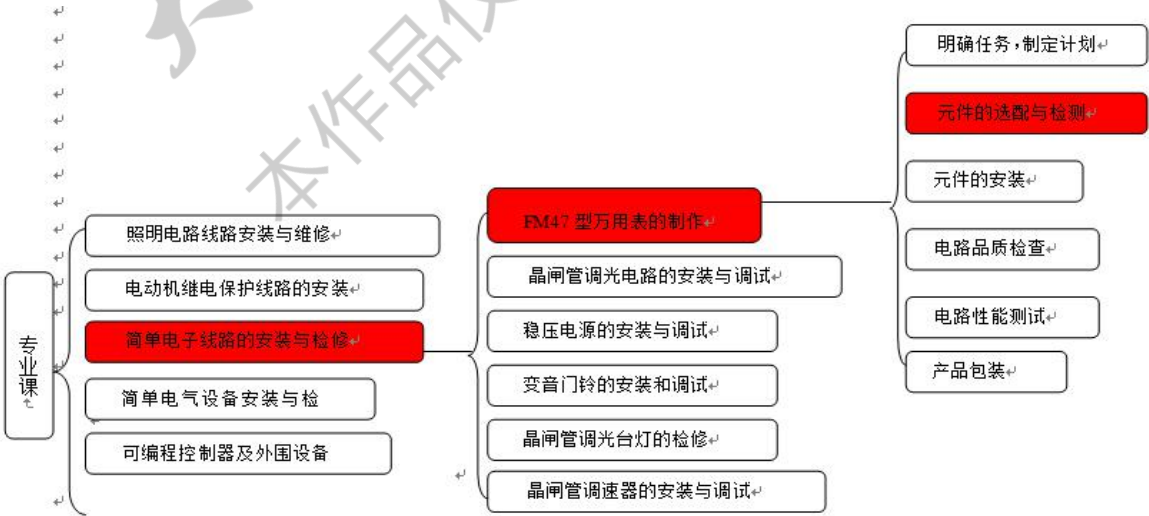 本作品仅
专业课
照明电路线路安装与维修
电动机继电保护线路的安装
简单电子线路的安装与检修
简单电气设备安装与检
可编程控制器及外围设备
FM47 型万用表的制作
晶闸管调光电路的安装与调试
稳压电源的安装与调试
变音门铃的安装和调试
晶闸管调光台灯的检修
晶闸管调速器的安装与调试
明确任务,制定计划
元件的选配与检测
元件的安装
电路品质检查
电路性能测试
产品包装